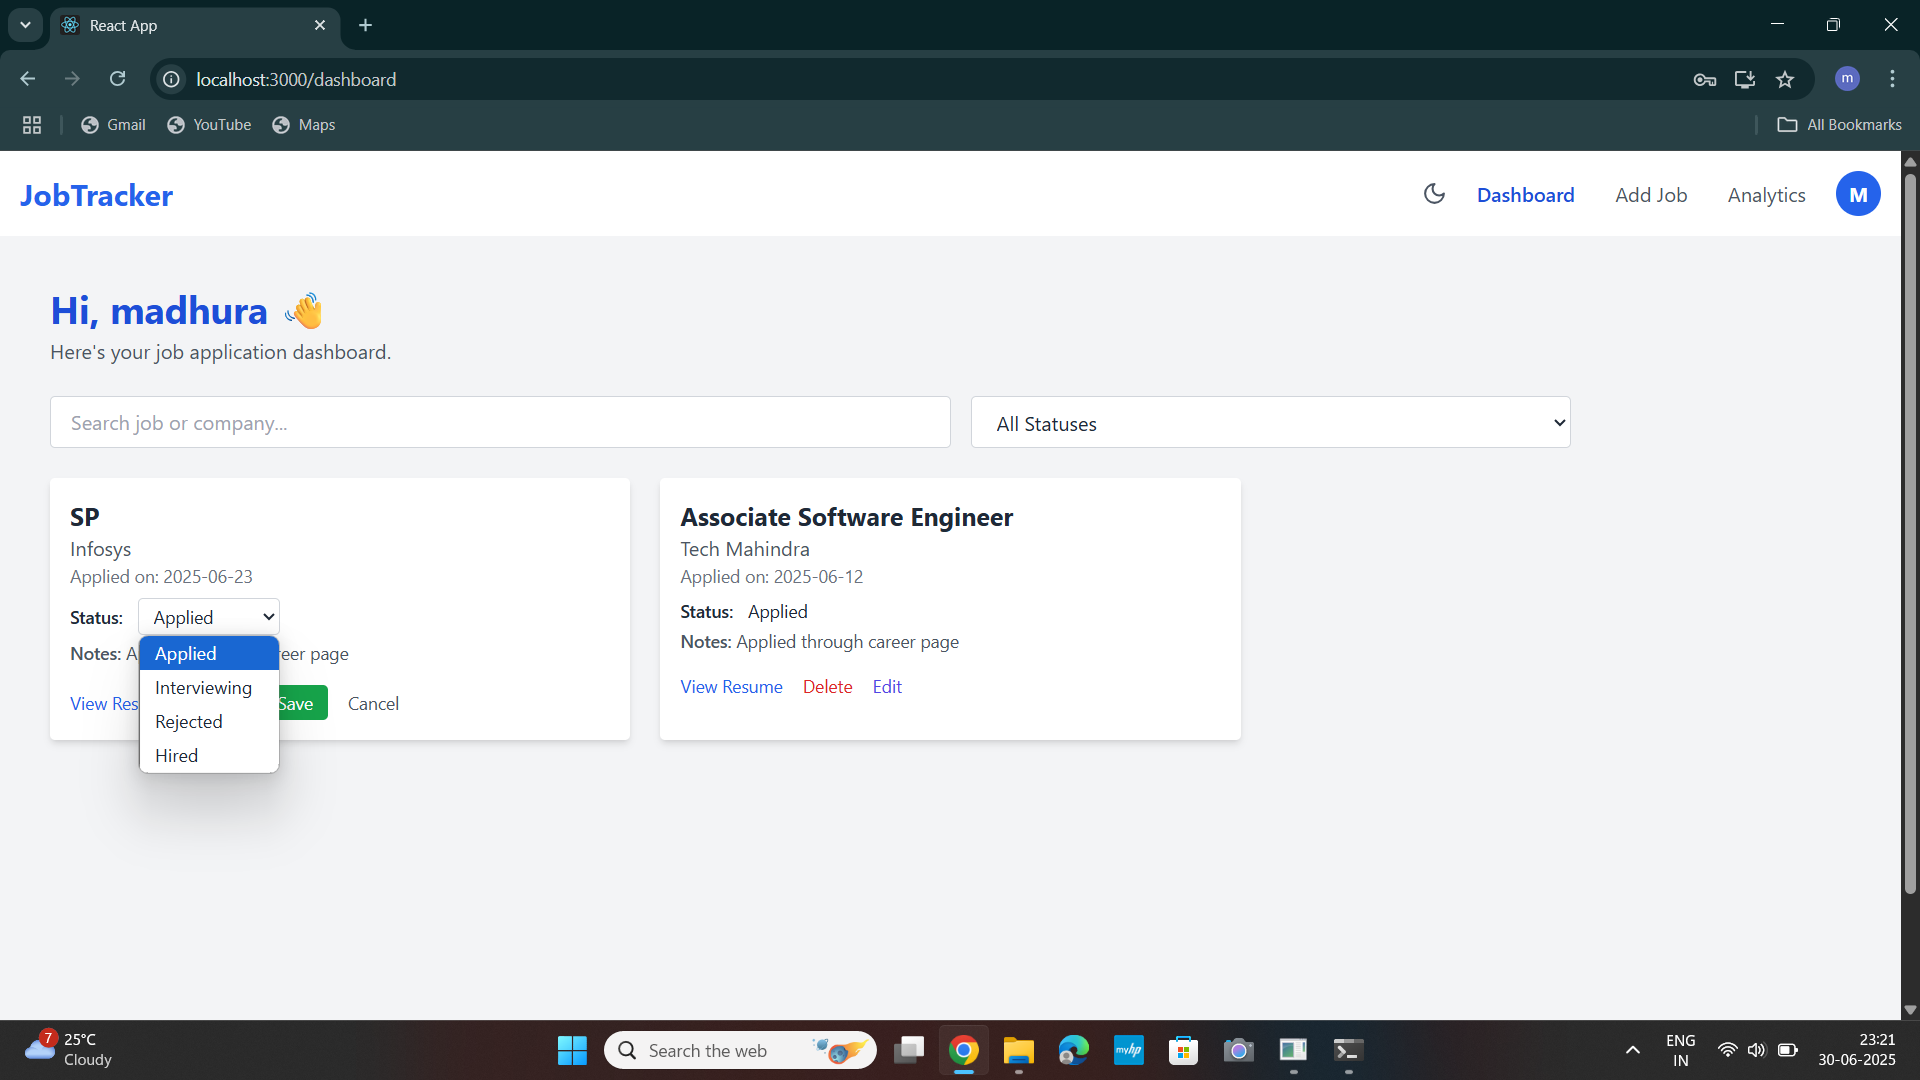 React App
localhost:3000/dashboard
m
Gmail
YouTube
Maps
All Bookmarks
JobTracker
Dashboard
Add Job
Analytics
M
Hi, madhura 👋
Here's your job application dashboard.
Search job or company...
All Statuses
SP
Infosys
Applied on: 2025-06-23
Status: Applied
Notes: A
eer page
Applied
Interviewing
Rejected
Hired
View Res
Save
Cancel
Associate Software Engineer
Tech Mahindra
Applied on: 2025-06-12
Status: Applied
Notes: Applied through career page
View Resume
Delete
Edit
7
25°C
Cloudy
Search the web
myhp
ENG
IN
23:21
30-06-2025